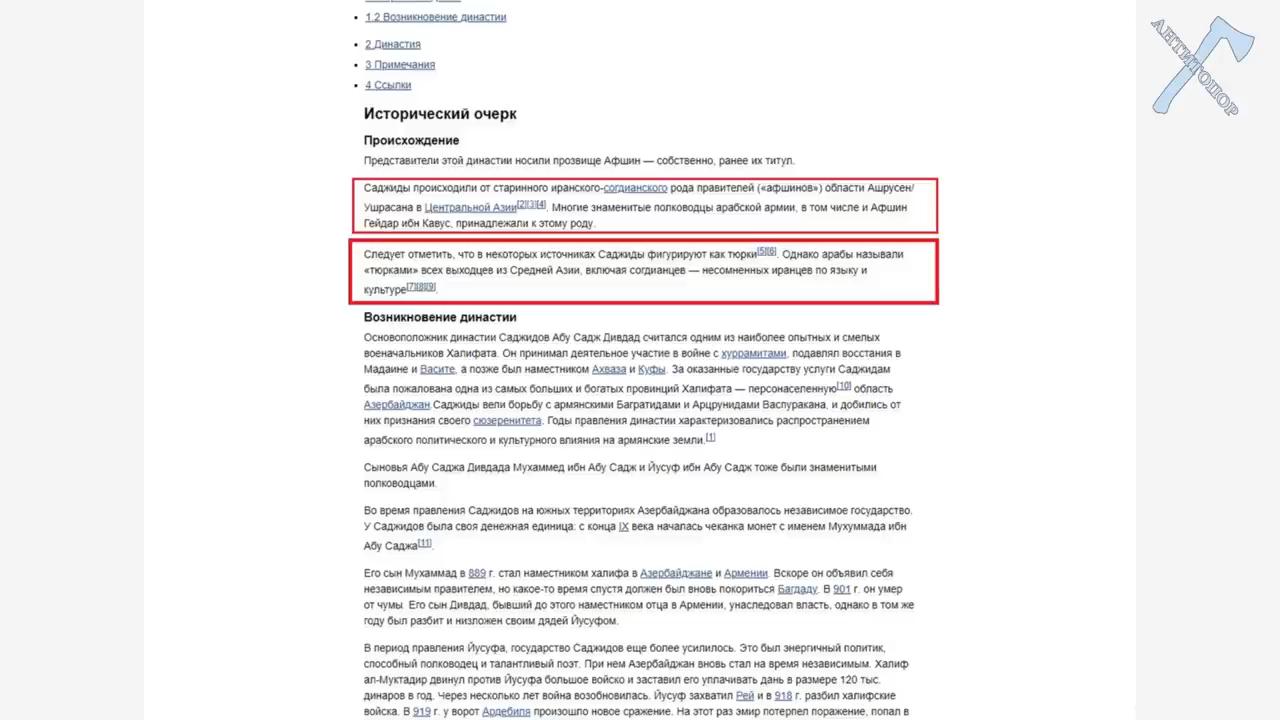 1.2 Возникновение династии
2 Династия
3 Примечания
4 Ссылки
АНТИТОПОР
Исторический очерк
Происхождение
Представители этой династии носили прозвище Афшин — собственно, ранее их титул.
Саджиды происходили от старинного иранского-согдианского рода правителей («афшинов») области Ашрусен/
Ушрасана в Центральной Азии[2][3][4]. Многие знаменитые полководцы арабской армии, в том числе и Афшин
Гейдар ибн Кавус, принадлежали к этому роду.
Следует отметить, что в некоторых источниках Саджиды фигурируют как тюрки[5][6]. Однако арабы называли
«тюрками» всех выходцев из Средней Азии, включая согдианцев — несомненных иранцев по языку и
культуре[7][8][9].
Возникновение династии
Основоположник династии Саджидов Абу Садж Дивдад считался одним из наиболее опытных и смелых
военачальников Халифата. Он принимал деятельное участие в войне с хуррамитами, подавлял восстания в
Мадаине и Васите, а позже был наместником Ахваза и Куфы. За оказанные государству услуги Саджидам
была пожалована одна из самых больших и богатых провинций Халифата — персонаселенную[10] область
Азербайджан.Саджиды вели борьбу с армянскими Багратидами и Арцрунидами Васпуракана, и добились от
них признания своего сюзеренитета. Годы правления династии характеризовались распространением
арабского политического и культурного влияния на армянские земли.[1]
Сыновья Абу Саджа Дивдада Мухаммед ибн Абу Садж и Йусуф ибн Абу Садж тоже были знаменитыми
полководцами.
Во время правления Саджидов на южных территориях Азербайджана образовалось независимое государство.
У Саджидов была своя денежная единица: с конца IX века началась чеканка монет с именем Мухуммада ибн
Абу Саджа[11].
Его сын Мухаммад в 889 г. стал наместником халифа в Азербайджане и Армении. Вскоре он объявил себя
независимым правителем, но какое-то время спустя должен был вновь покориться Багдаду. В 901 г. он умер
от чумы. Его сын Дивдад, бывший до этого наместником отца в Армении, унаследовал власть, однако в том же
году был разбит и низложен своим дядей Йусуфом.
В период правления Йусуфа, государство Саджидов еще более усилилось. Это был энергичный политик,
способный полководец и талантливый поэт. При нем Азербайджан вновь стал на время независимым. Халиф
ал-Муктадир двинул против Йусуфа большое войско и заставил его уплачивать дань в размере 120 тыс.
динаров в год. Через несколько лет война возобновилась. Йусуф захватил Рей и в 918 г. разбил халифские
войска. В 919 г. у ворот Ардебиля произошло новое сражение. На этот раз эмир потерпел поражение, попал в